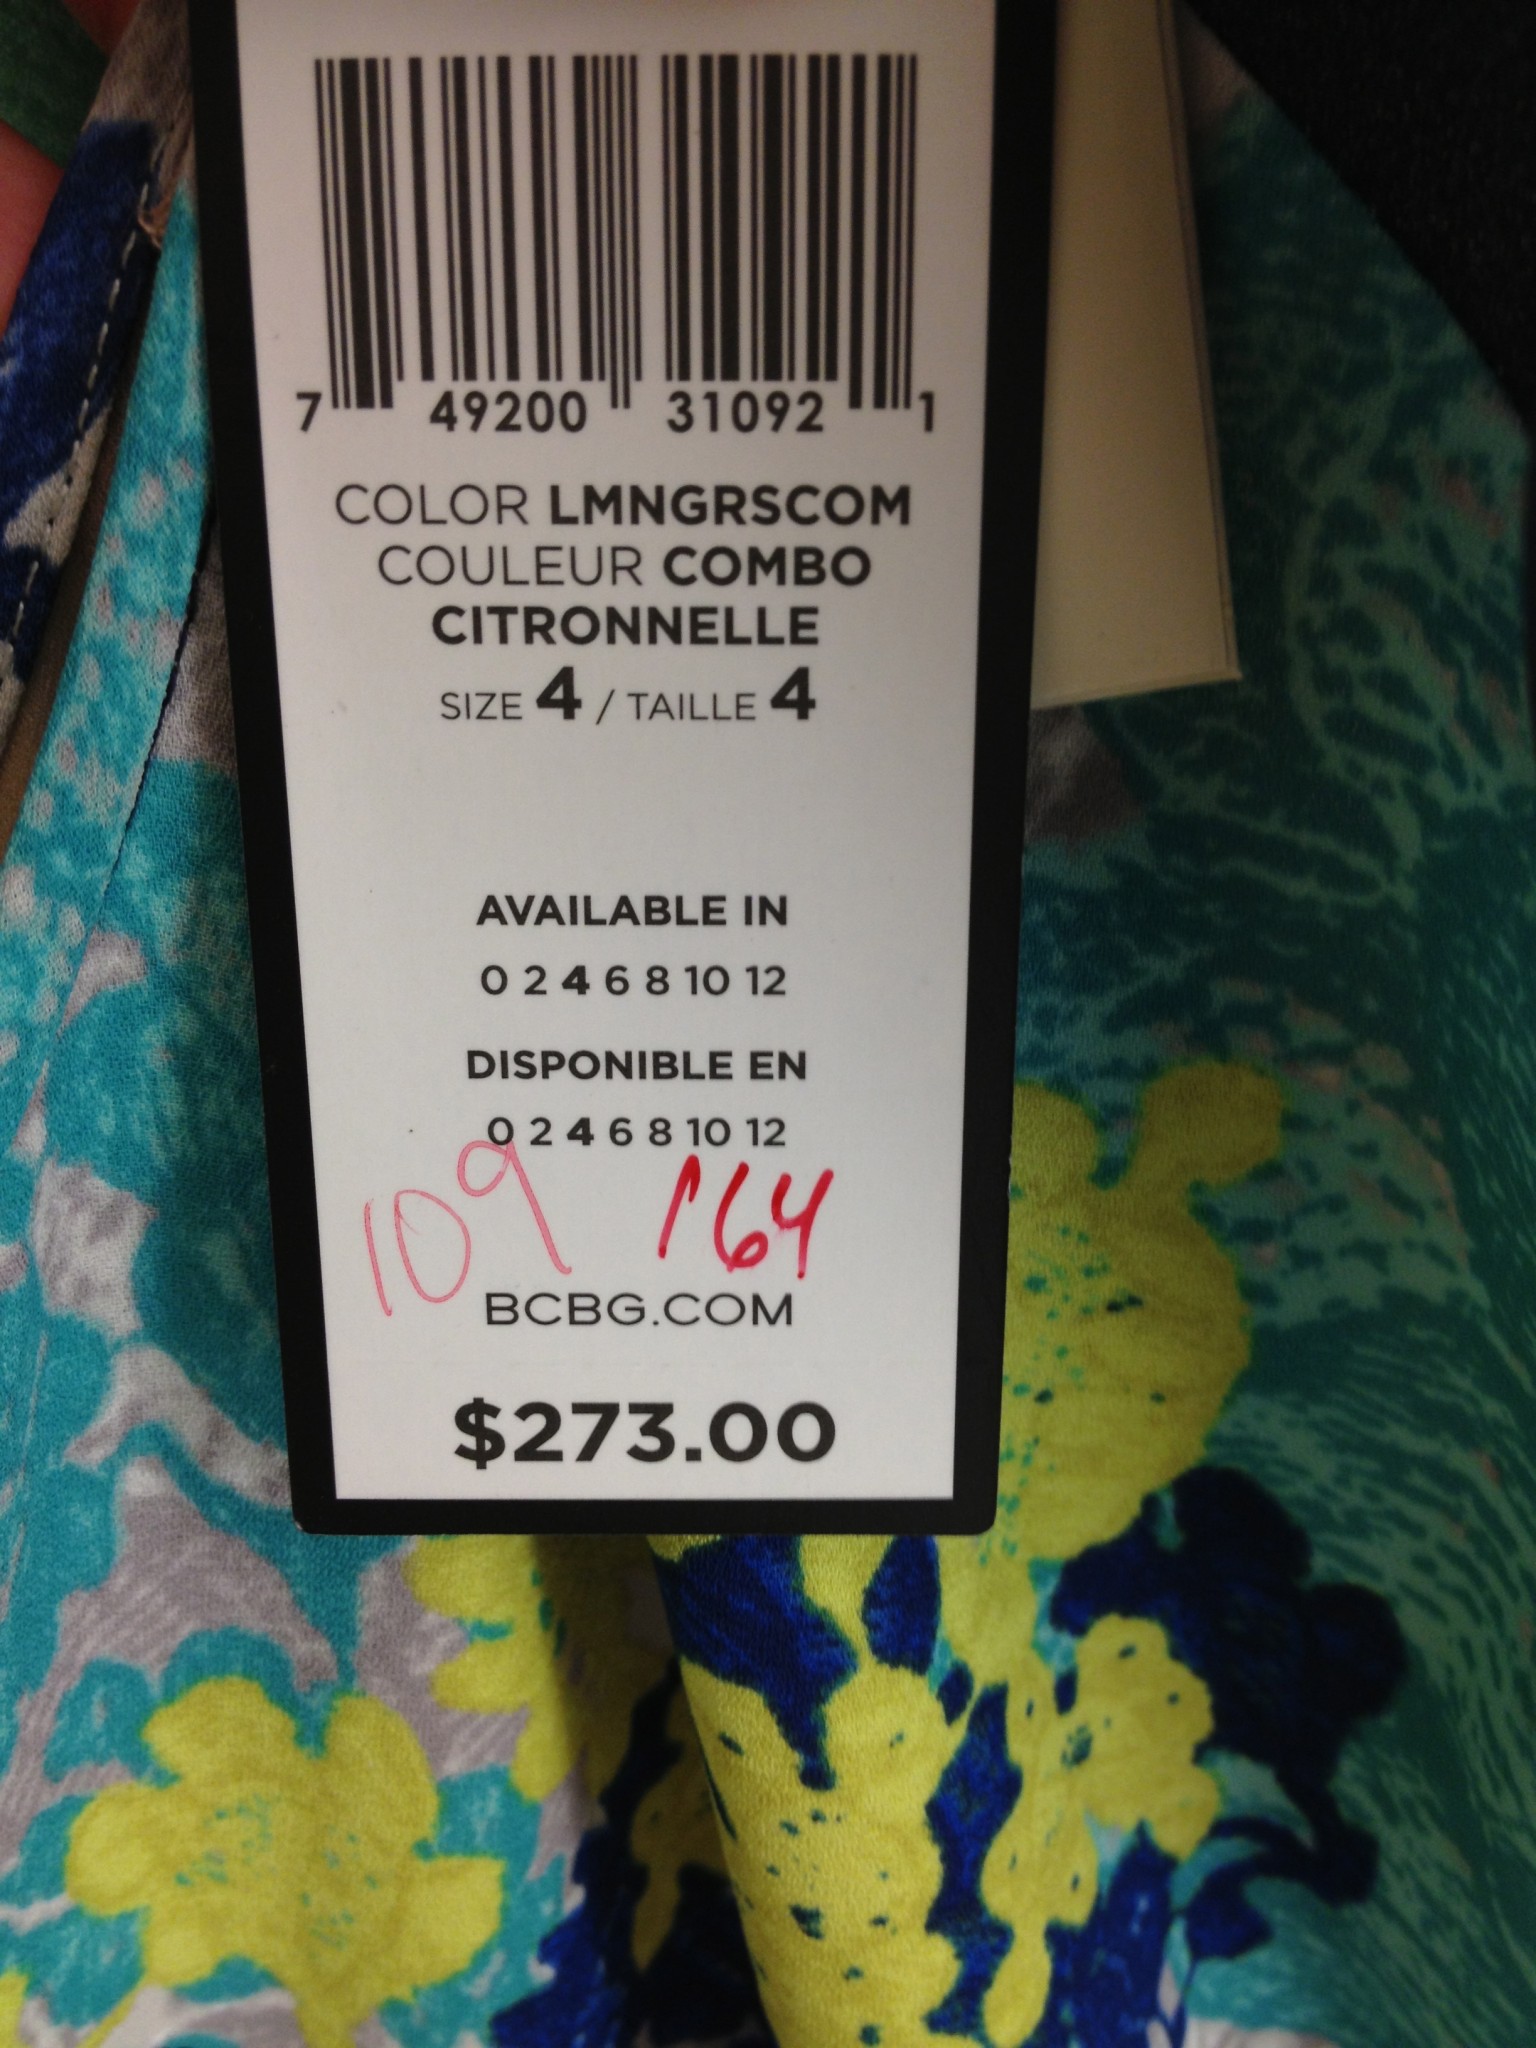 7 49200 31092 1
COLOR LMNGRSCOM
COULEUR COMBO
CITRONNELLE
SIZE 4 / TAILLE 4
AVAILABLE IN
0 2 4 6 8 10 12
DISPONIBLE EN
0 2 4 6 8 10 12
109 164
BCBG.COM
$273.00